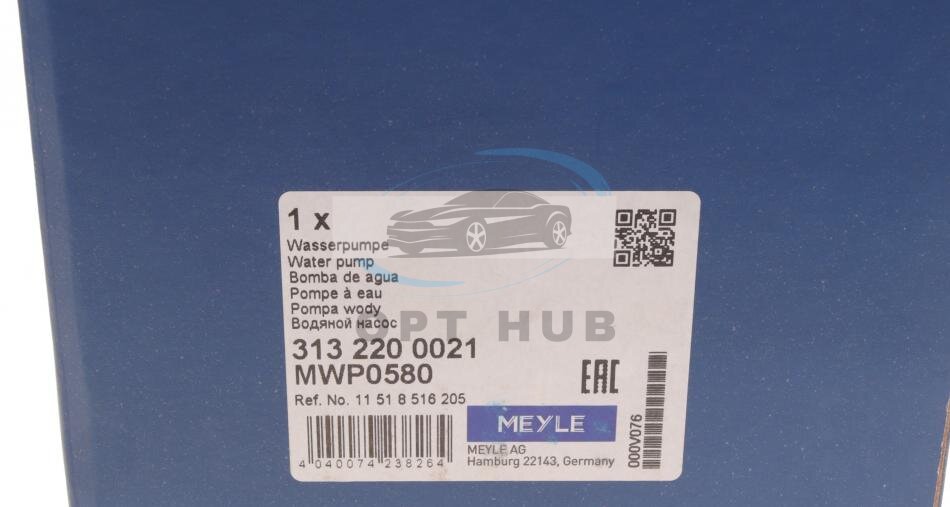 1 x
Wasserpumpe
Water pump
Bomba de agua
Pompe à eau
Pompa wody
Водяной насос
OPT HUB
313 220 0021
MWP0580
Ref. No. 11 51 8 516 205
EAC
MEYLE
MEYLE AG
Hamburg 22143, Germany
4 040074 238264
000V076